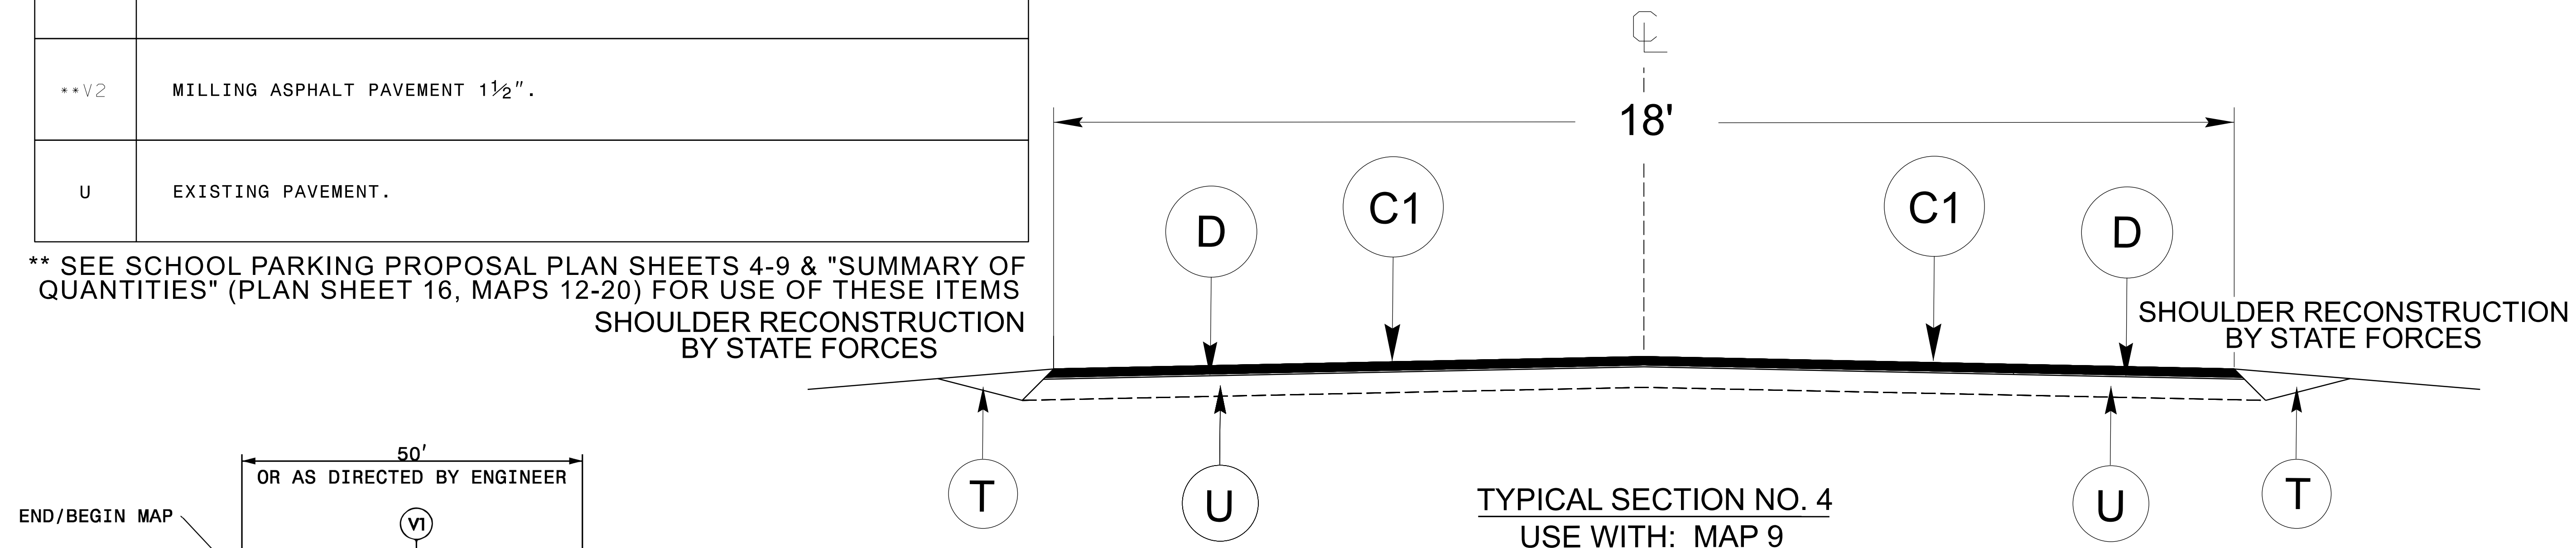 **V2 MILLING ASPHALT PAVEMENT 1½".
U EXISTING PAVEMENT.
** SEE SCHOOL PARKING PROPOSAL PLAN SHEETS 4-9 & "SUMMARY OF
QUANTITIES" (PLAN SHEET 16, MAPS 12-20) FOR USE OF THESE ITEMS
℄
18'
D
C1
C1
D
SHOULDER RECONSTRUCTION
BY STATE FORCES
SHOULDER RECONSTRUCTION
BY STATE FORCES
T
U
U
T
TYPICAL SECTION NO. 4
USE WITH: MAP 9
50'
OR AS DIRECTED BY ENGINEER
END/BEGIN MAP
V1